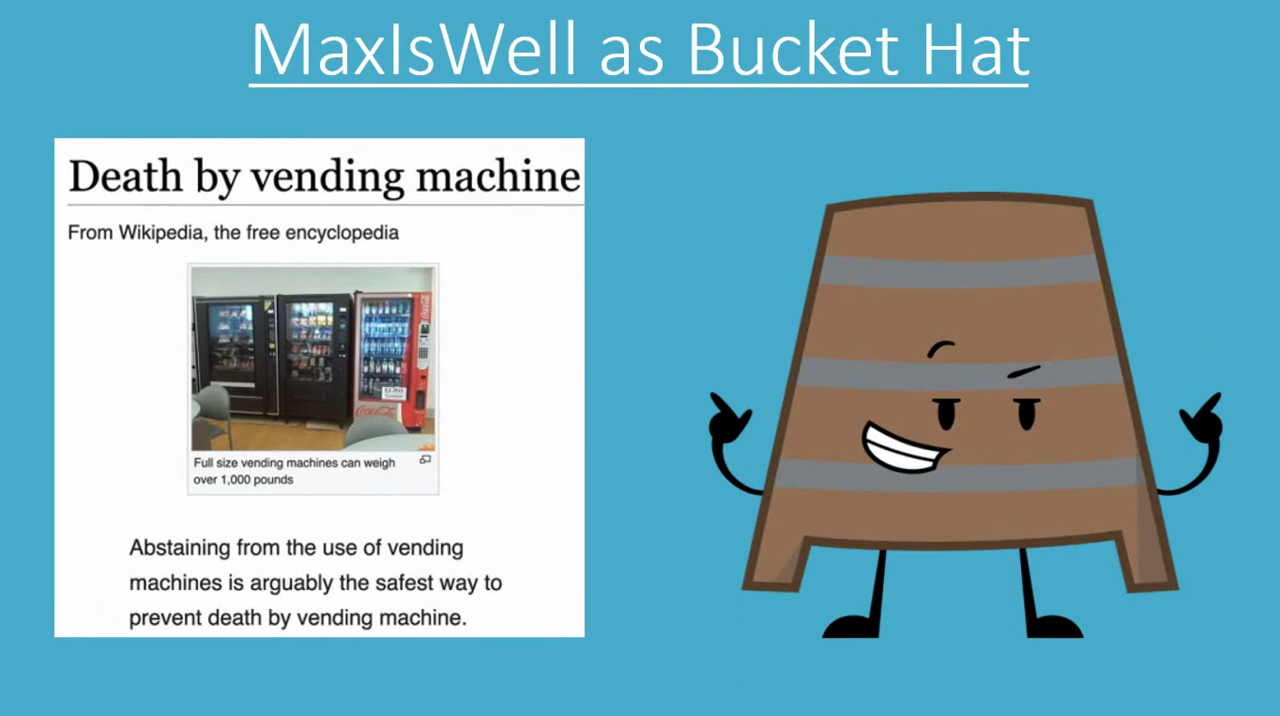 MaxIsWell as Bucket Hat
Death by vending machine
From Wikipedia, the free encyclopedia
Coca-Cola
Full size vending machines can weigh
over 1,000 pounds
Abstaining from the use of vending
machines is arguably the safest way to
prevent death by vending machine.